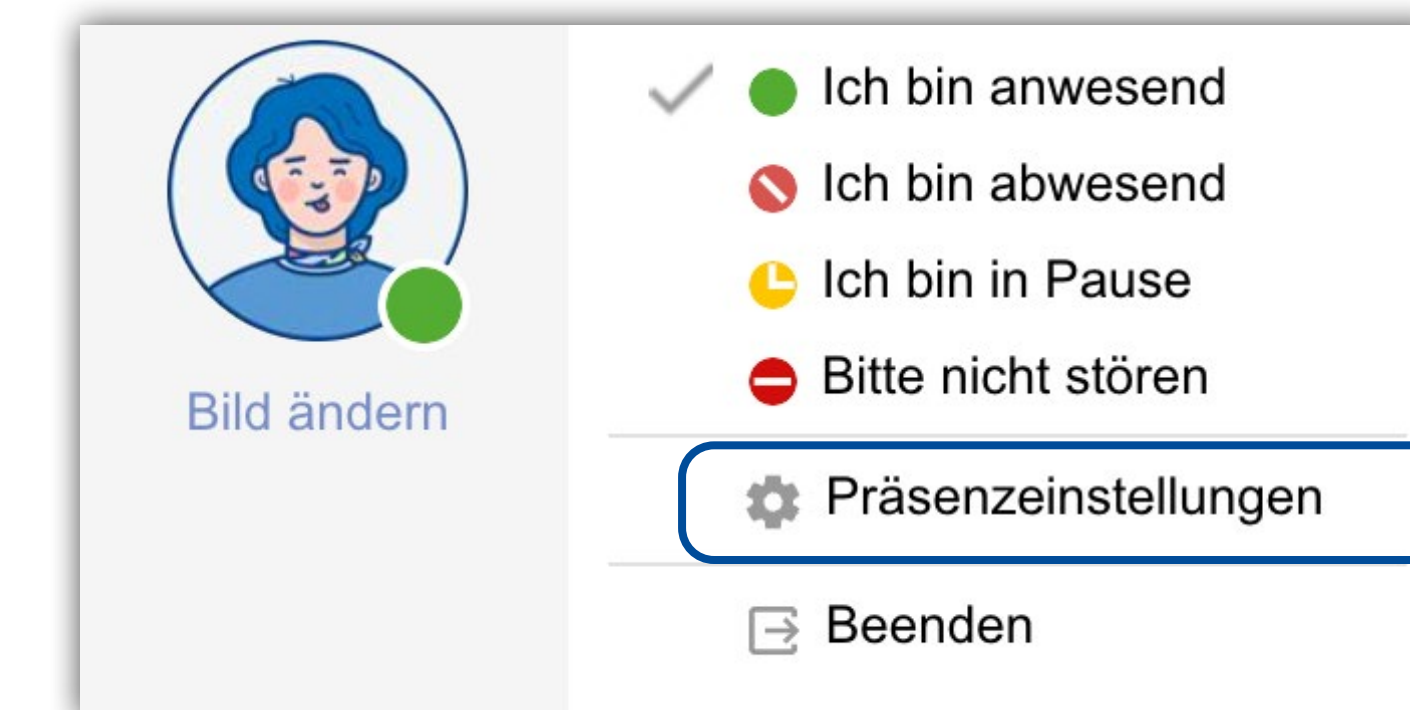 Ich bin anwesend
Ich bin abwesend
Ich bin in Pause
Bitte nicht stören
Bild ändern
Präsenzeinstellungen
Beenden